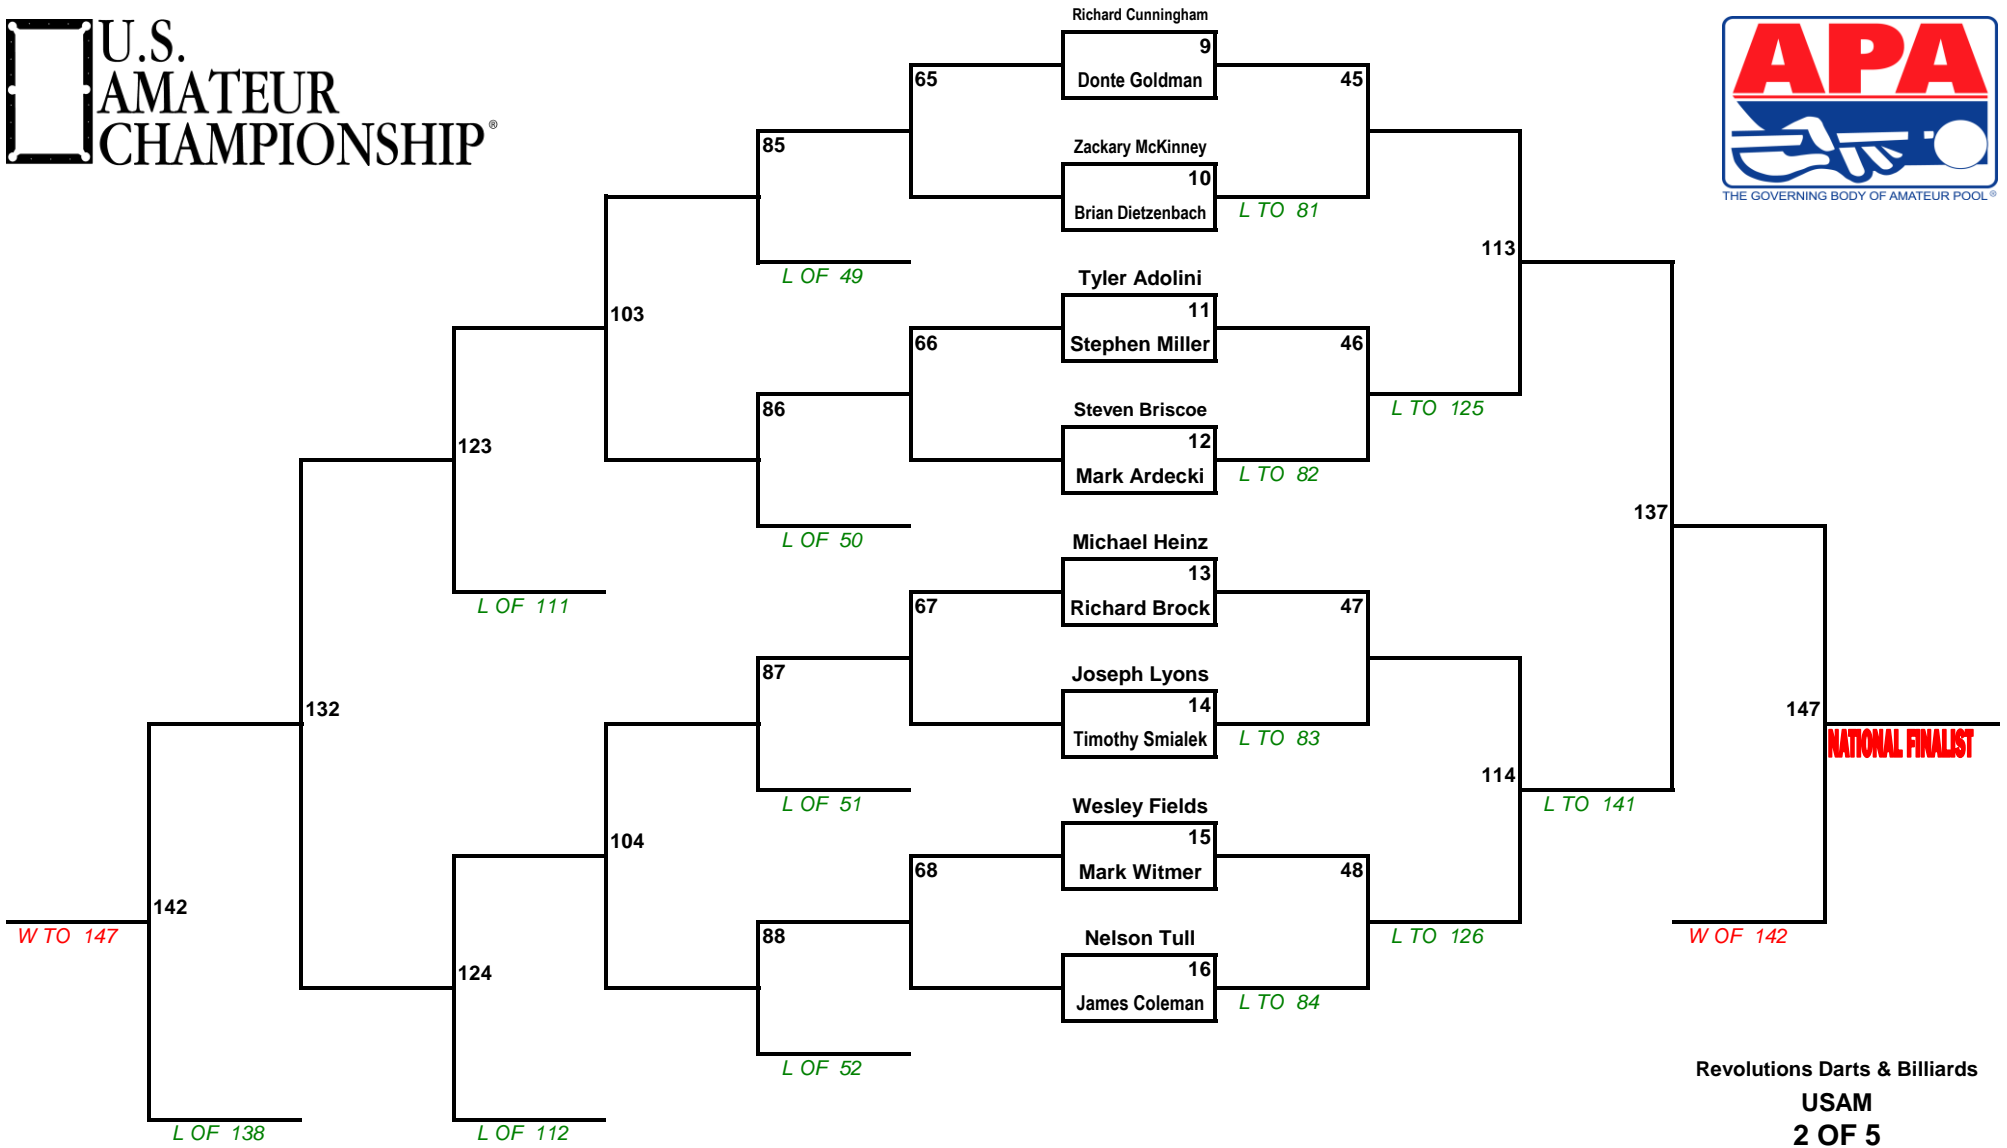 U.S.
AMATEUR
CHAMPIONSHIP®
APA
THE GOVERNING BODY OF AMATEUR POOL®
Richard Cunningham
9
65
Donte Goldman
45
85
Zackary McKinney
10
Brian Dietzenbach
L TO 81
113
L OF 49
Tyler Adolini
103
11
66
Stephen Miller
46
86
Steven Briscoe
L TO 125
123
12
Mark Ardecki
L TO 82
137
L OF 50
Michael Heinz
13
L OF 111
67
Richard Brock
47
87
Joseph Lyons
132
14
147
Timothy Smialek
L TO 83
NATIONAL FINALIST
114
L OF 51
Wesley Fields
L TO 141
104
15
68
Mark Witmer
48
142
W TO 147
88
Nelson Tull
L TO 126
W OF 142
124
16
James Coleman
L TO 84
L OF 52
Revolutions Darts & Billiards
USAM
L OF 138
L OF 112
2 OF 5